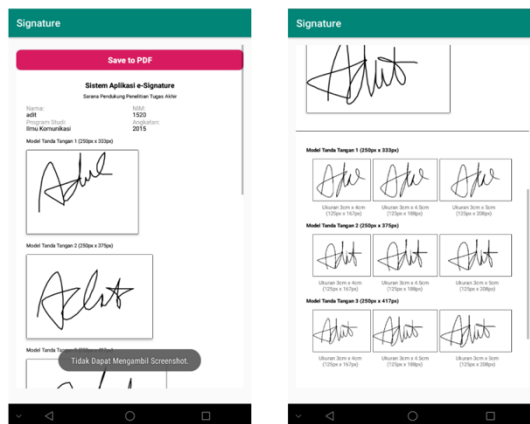 Signature
Save to PDF
Sistem Aplikasi e-Signature
Sarana Pendukung Penelitian Tugas Akhir
Nama: NIM:
adit 1520
Program Studi: Angkatan:
Ilmu Komunikasi 2015
Model Tanda Tangan 1 (250px x 333px)
Model Tanda Tangan 2 (250px x 375px)
Model Tanda
Tidak Dapat Mengambil Screenshot.
Signature
Model Tanda Tangan 1 (250px x 333px)
Ukuran 3cm x 4cm Ukuran 3cm x 4.5cm Ukuran 3cm x 5cm
(125px x 167px) (125px x 188px) (125px x 208px)
Model Tanda Tangan 2 (250px x 375px)
Ukuran 3cm x 4cm Ukuran 3cm x 4.5cm Ukuran 3cm x 5cm
(125px x 167px) (125px x 188px) (125px x 208px)
Model Tanda Tangan 3 (250px x 417px)
Ukuran 3cm x 4cm Ukuran 3cm x 4.5cm Ukuran 3cm x 5cm
(125px x 167px) (125px x 188px) (125px x 208px)